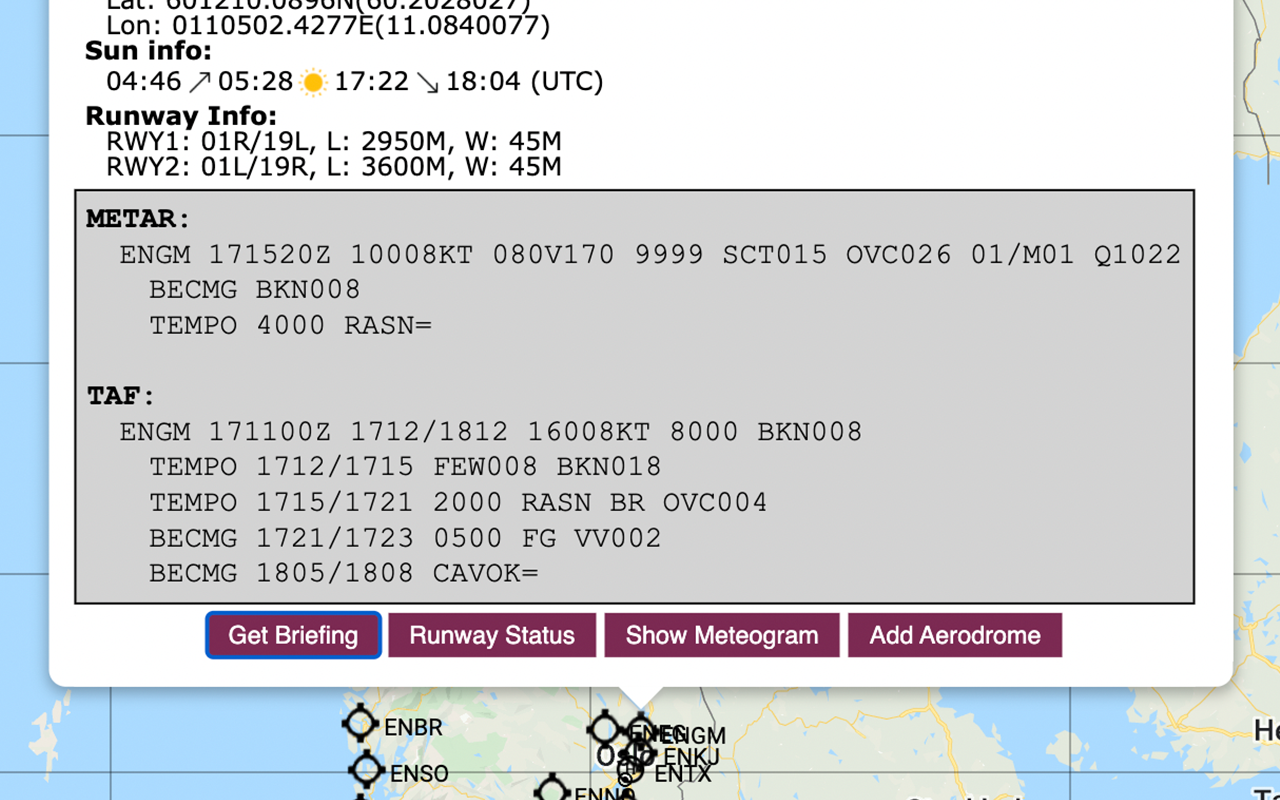 Lat: 601210.0896N(60.2028027)
Lon: 0110502.4277E(11.0840077)
Sun info:
04:46 ↗ 05:28 ☀ 17:22 ↘ 18:04 (UTC)
Runway Info:
RWY1: 01R/19L, L: 2950M, W: 45M
RWY2: 01L/19R, L: 3600M, W: 45M
METAR:
ENGM 171520Z 10008KT 080V170 9999 SCT015 OVC026 01/M01 Q1022
BECMG BKN008
TEMPO 4000 RASN=
TAF:
ENGM 171100Z 1712/1812 16008KT 8000 BKN008
TEMPO 1712/1715 FEW008 BKN018
TEMPO 1715/1721 2000 RASN BR OVC004
BECMG 1721/1723 0500 FG VV002
BECMG 1805/1808 CAVOK=
Get Briefing Runway Status Show Meteogram Add Aerodrome
ENBR
ENGM
ENKJ
ENSO
ENTX